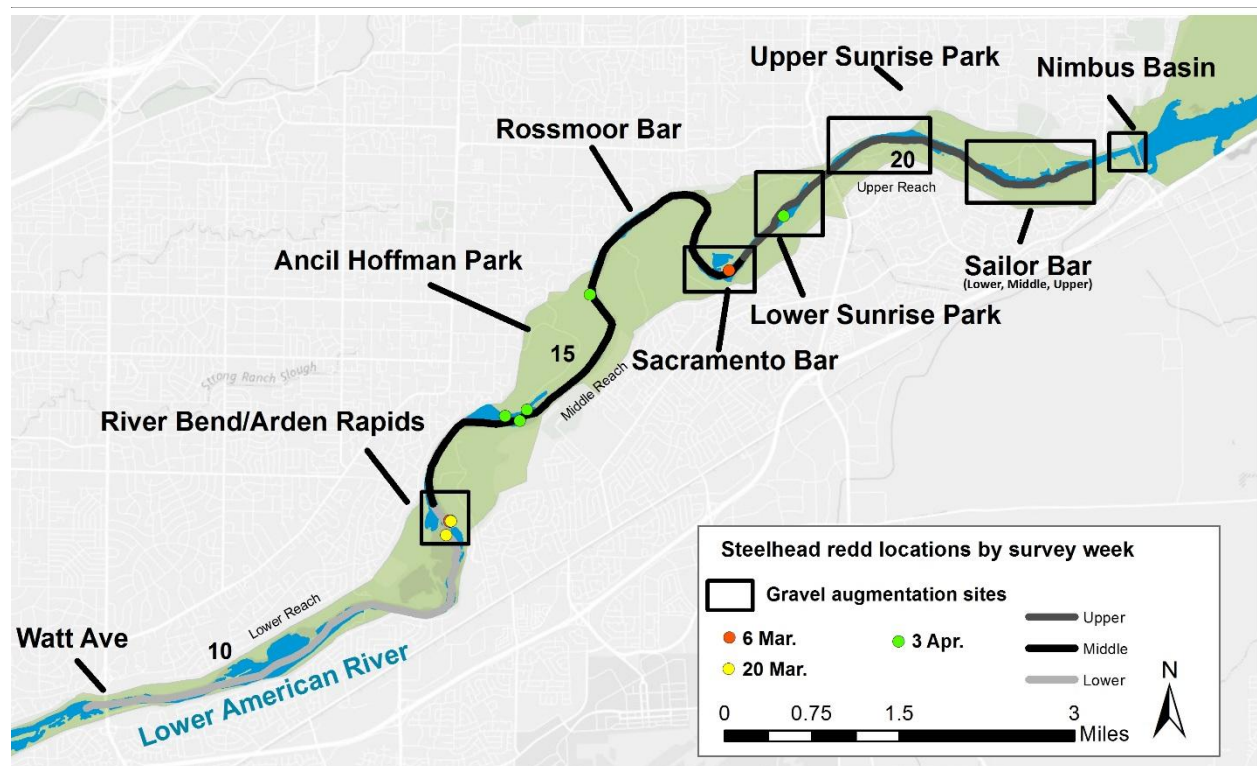 Upper Sunrise Park
Nimbus Basin
Rossmoor Bar
20
Upper Reach
Ancil Hoffman Park
Sailor Bar
(Lower, Middle, Upper)
Lower Sunrise Park
Sacramento Bar
15
Middle Reach
Strong Ranch Slough
River Bend/Arden Rapids
Lower Reach
10
Watt Ave
Lower American River
Steelhead redd locations by survey week
Gravel augmentation sites
6 Mar.
3 Apr.
20 Mar.
Upper
Middle
Lower
N
0 0.75 1.5 3
Miles